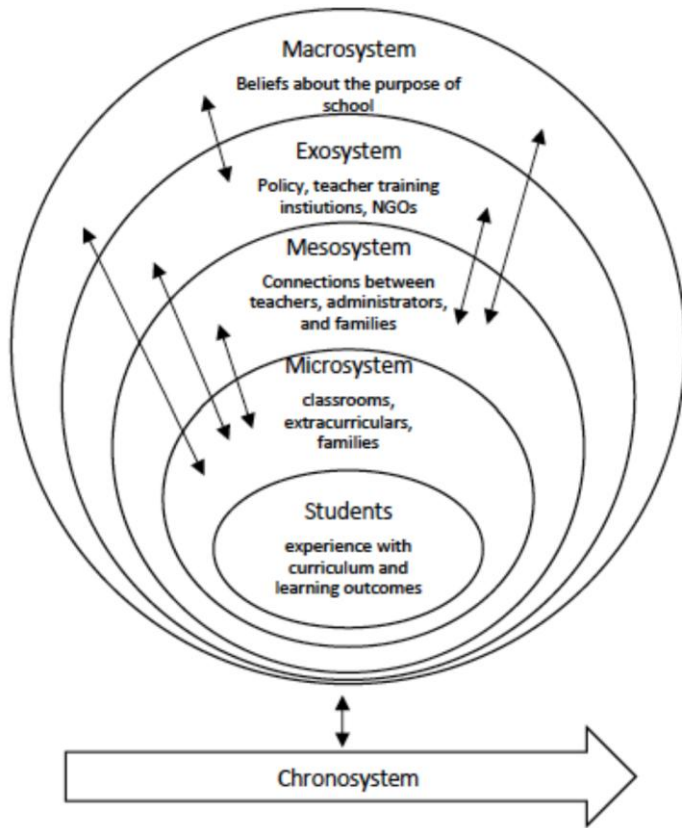 Macrosystem
Beliefs about the purpose of
school
Exosystem
Policy, teacher training
instiutions, NGOs
Mesosystem
Connections between
teachers, administrators,
and families
Microsystem
classrooms,
extracurriculars,
families
Students
experience with
curriculum and
learning outcomes
Chronosystem